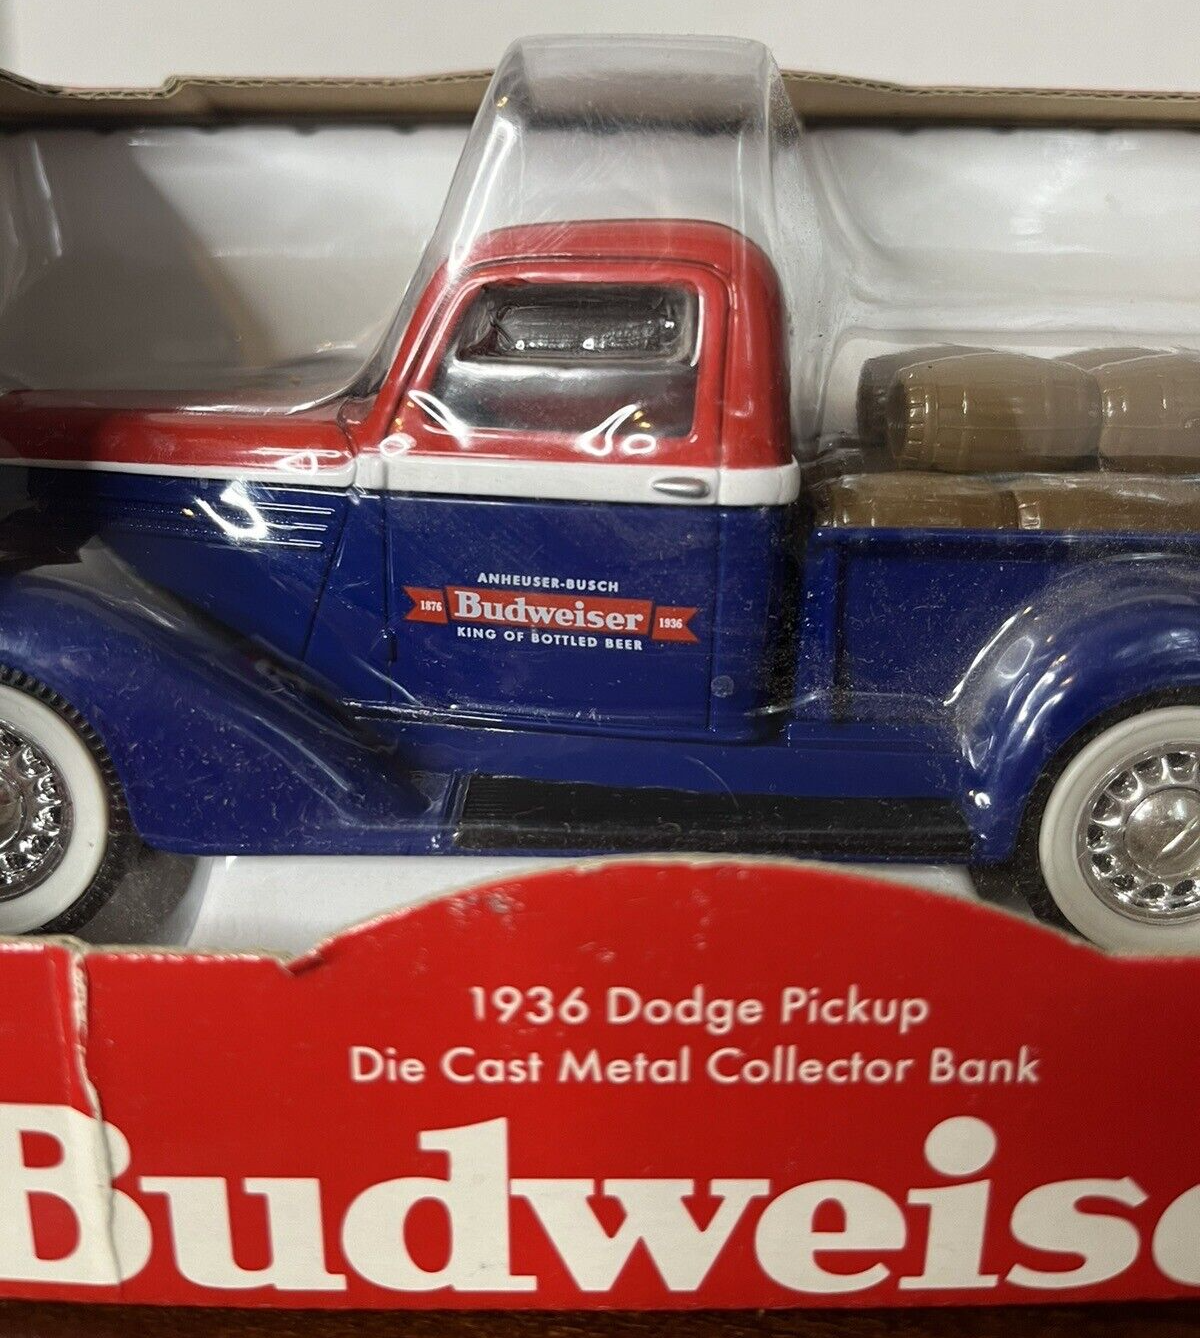 ANHEUSER-BUSCH
1876 Budweiser 1936
KING OF BOTTLED BEER
1936 Dodge Pickup
Die Cast Metal Collector Bank
Budweise